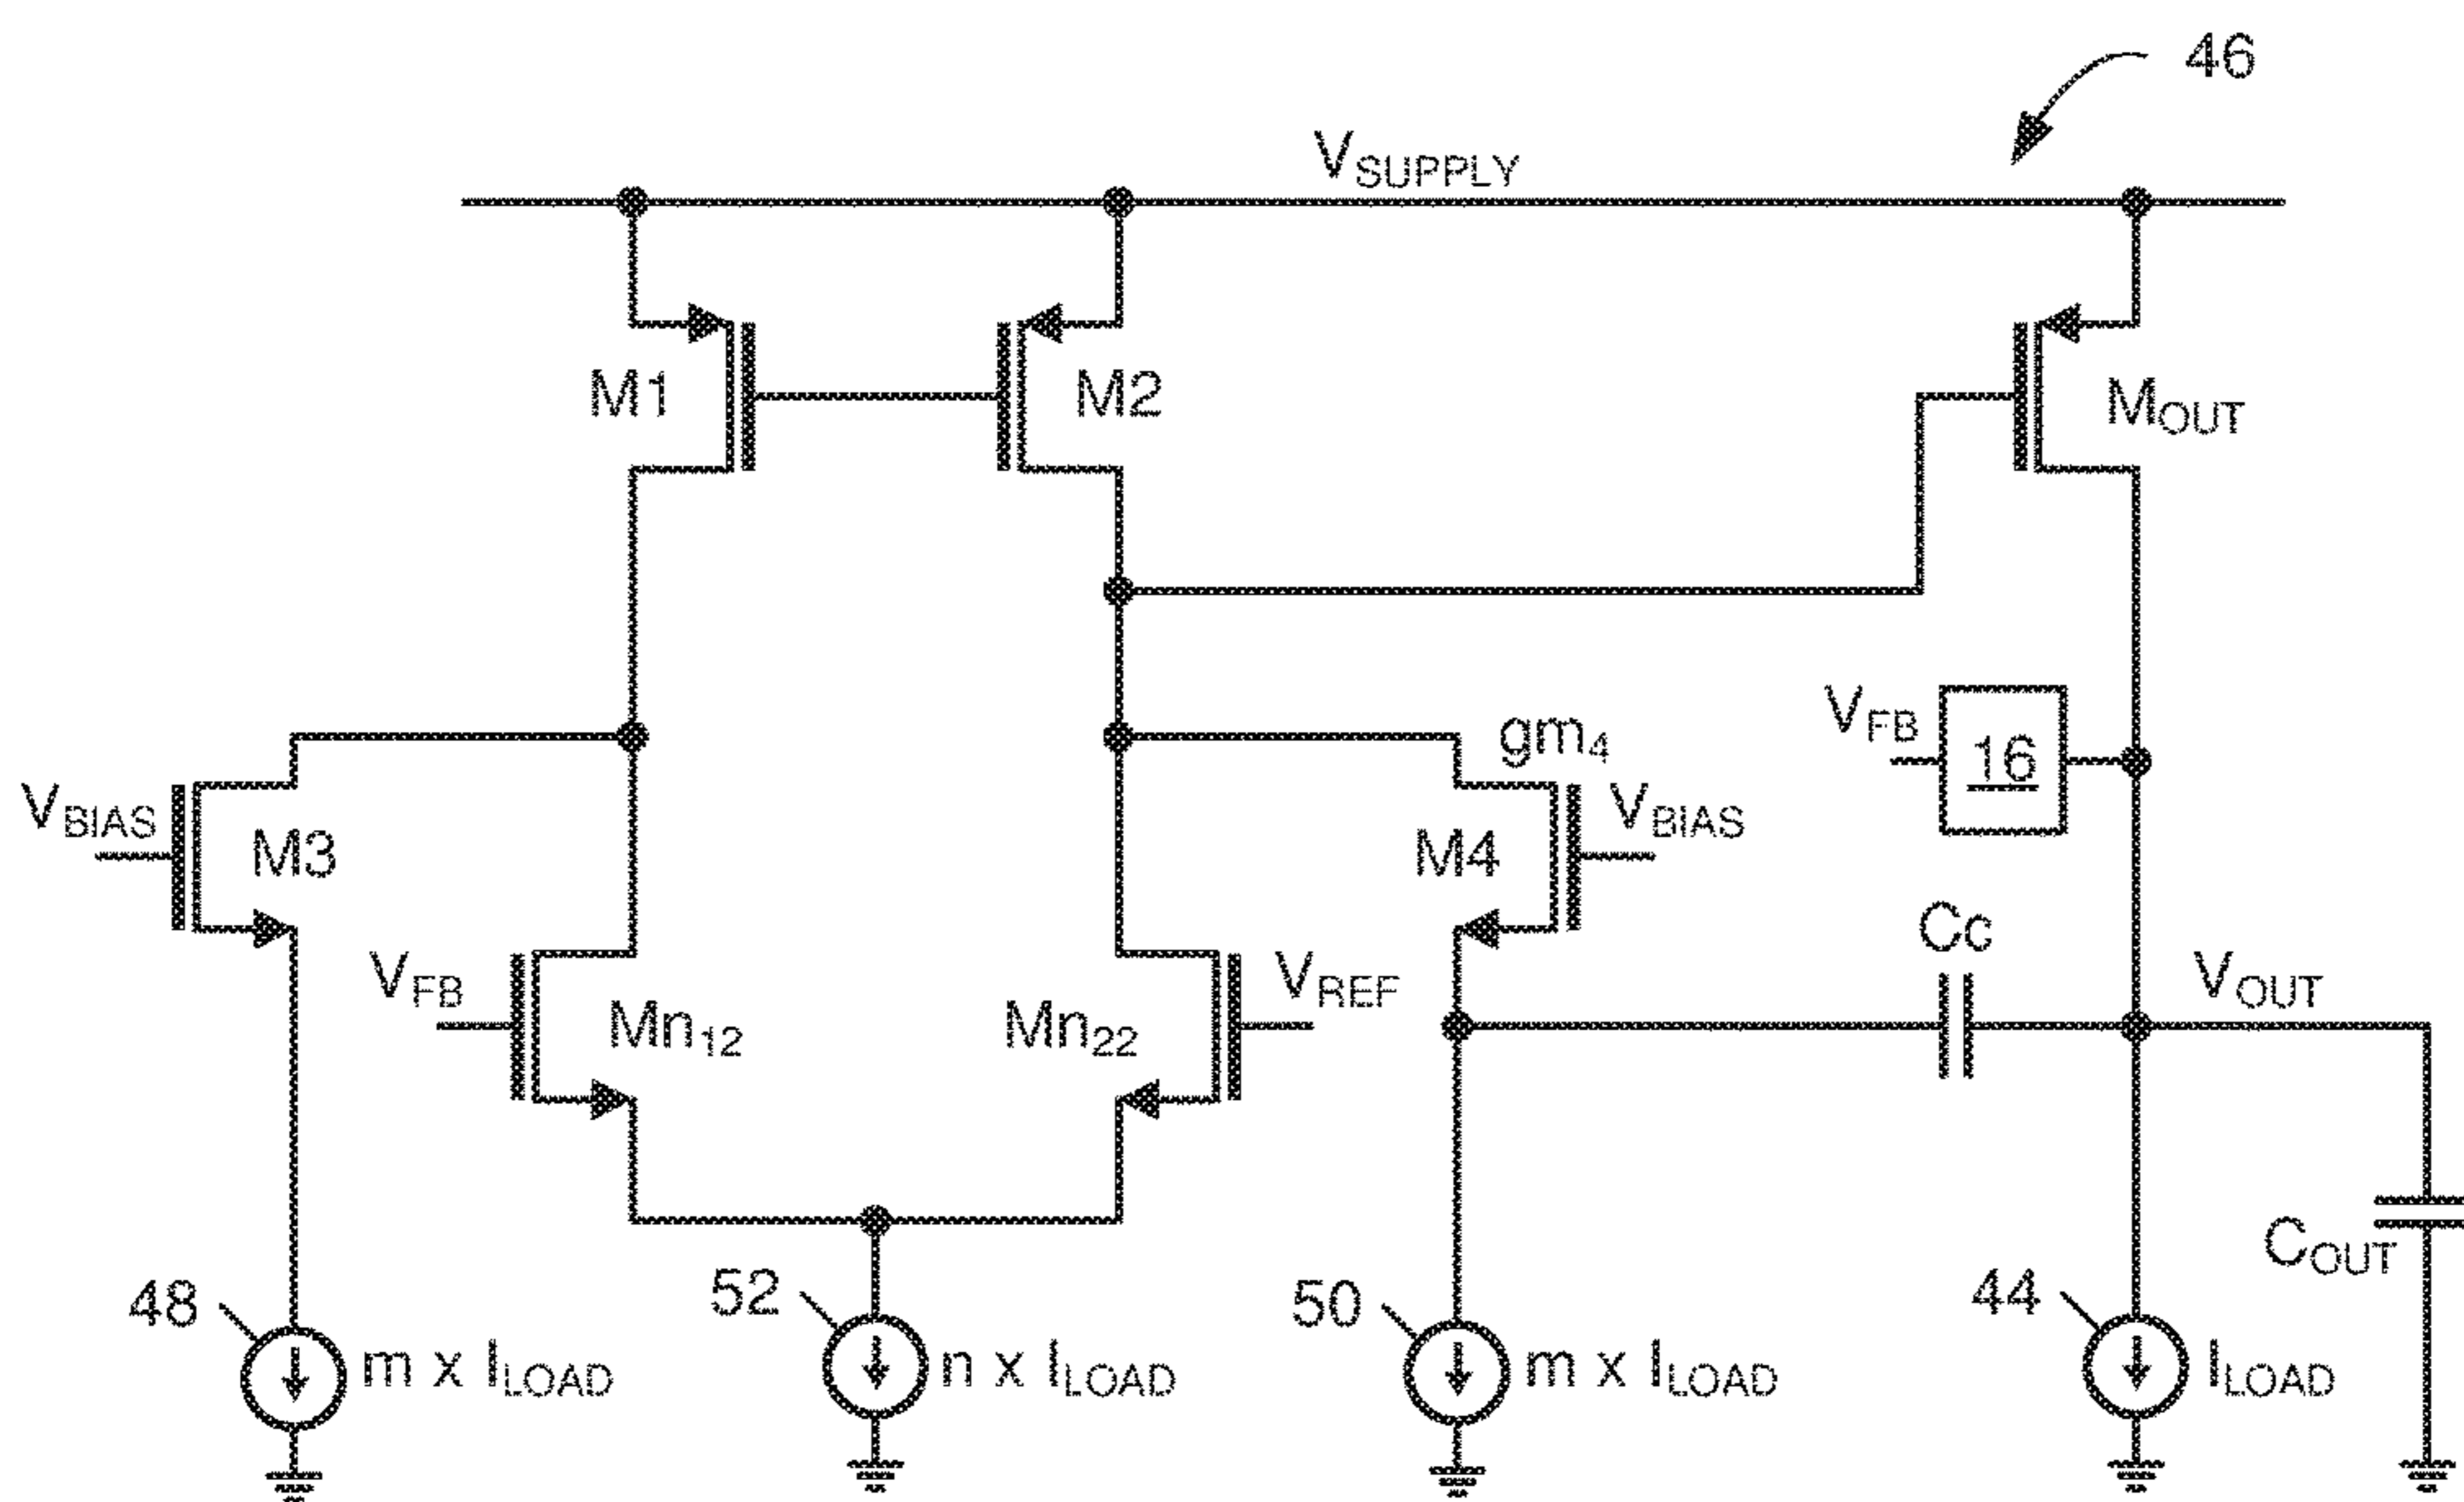 46
VSUPPLY
M1
M2
MOUT
VFB
16
gm4
VBIAS
M3
M4
VBIAS
Cc
VFB
Mn12
Mn22
VREF
VOUT
COUT
48
m x ILOAD
52
n x ILOAD
50
m x ILOAD
44
ILOAD